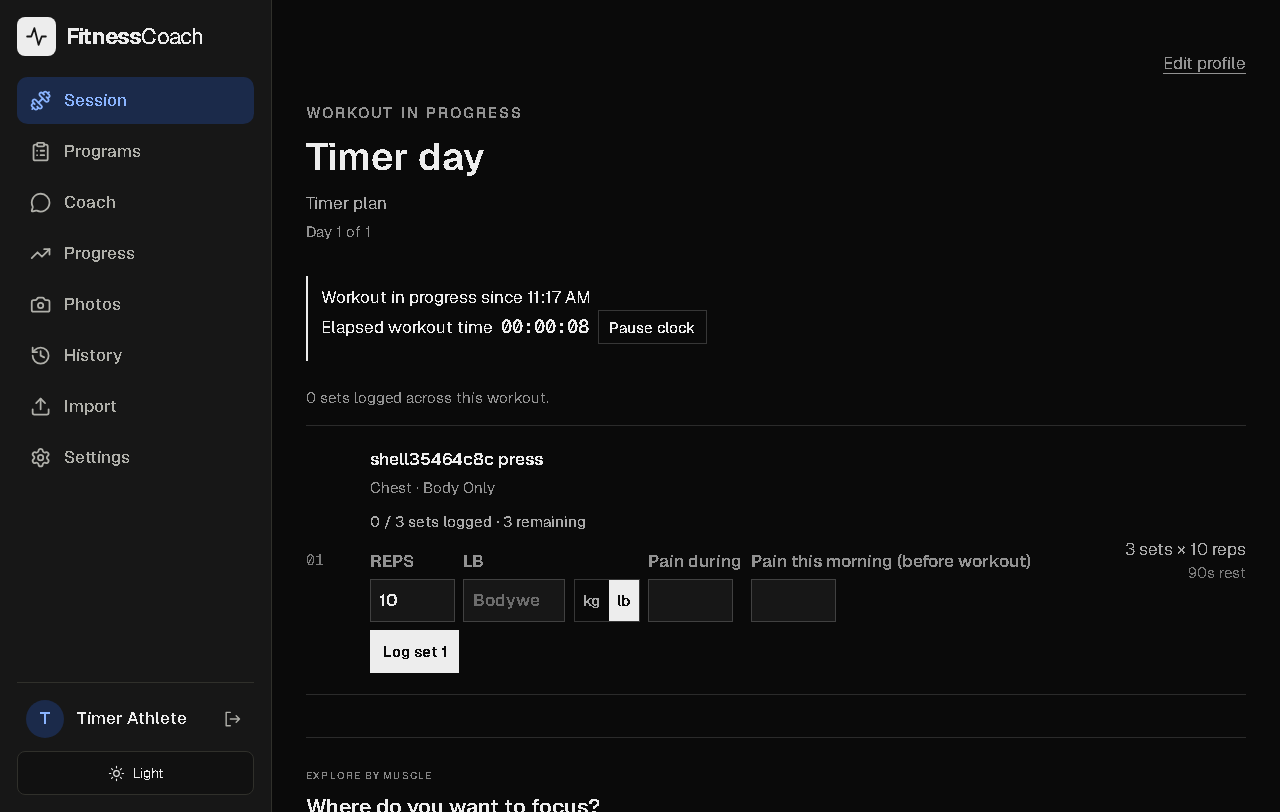 FitnessCoach
Session
Programs
Coach
Progress
Photos
History
Import
Settings
T Timer Athlete
Light
Edit profile
WORKOUT IN PROGRESS
Timer day
Timer plan
Day 1 of 1
Workout in progress since 11:17 AM
Elapsed workout time 00:00:08 Pause clock
0 sets logged across this workout.
shell35464c8c press
Chest · Body Only
0 / 3 sets logged · 3 remaining
01 REPS LB Pain during Pain this morning (before workout)
10 Bodywe kg lb
Log set 1
3 sets × 10 reps
90s rest
EXPLORE BY MUSCLE
Where do you want to focus?